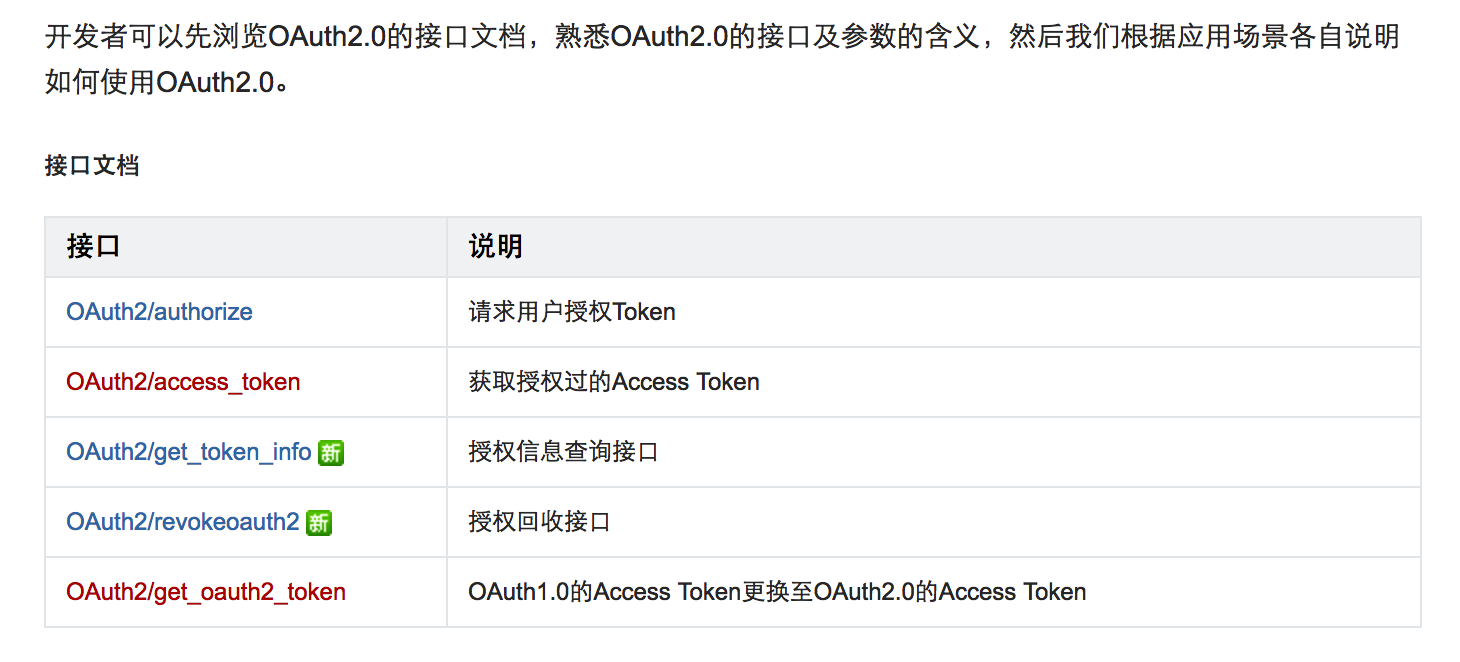 开发者可以先浏览OAuth2.0的接口文档，熟悉OAuth2.0的接口及参数的含义，然后我们根据应用场景各自说明
如何使用OAuth2.0。
接口文档
接口 说明
OAuth2/authorize 请求用户授权Token
OAuth2/access_token 获取授权过的Access Token
OAuth2/get_token_info 新 授权信息查询接口
OAuth2/revokeoauth2 新 授权回收接口
OAuth2/get_oauth2_token OAuth1.0的Access Token更换至OAuth2.0的Access Token